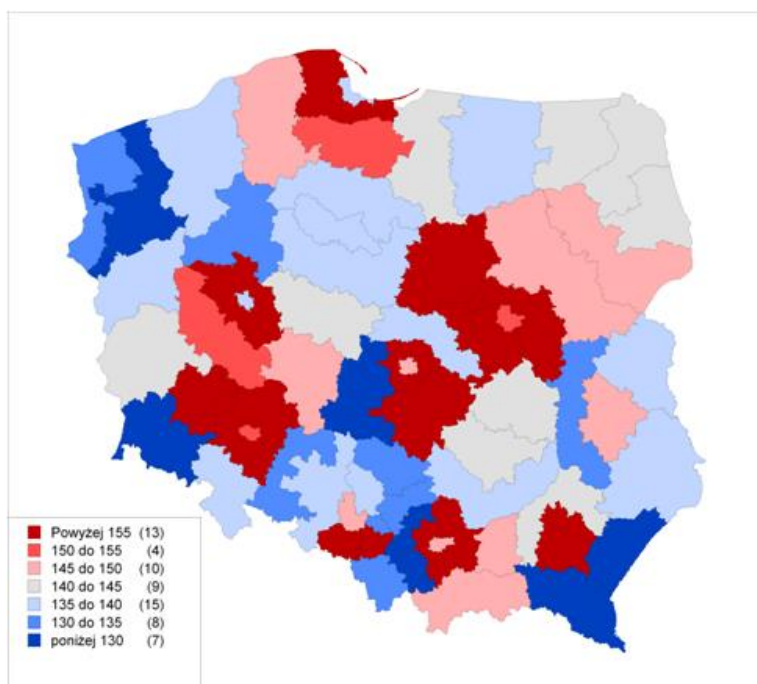 Powyżej 155 (13)
150 do 155 (4)
145 do 150 (10)
140 do 145 (9)
135 do 140 (15)
130 do 135 (8)
poniżej 130 (7)